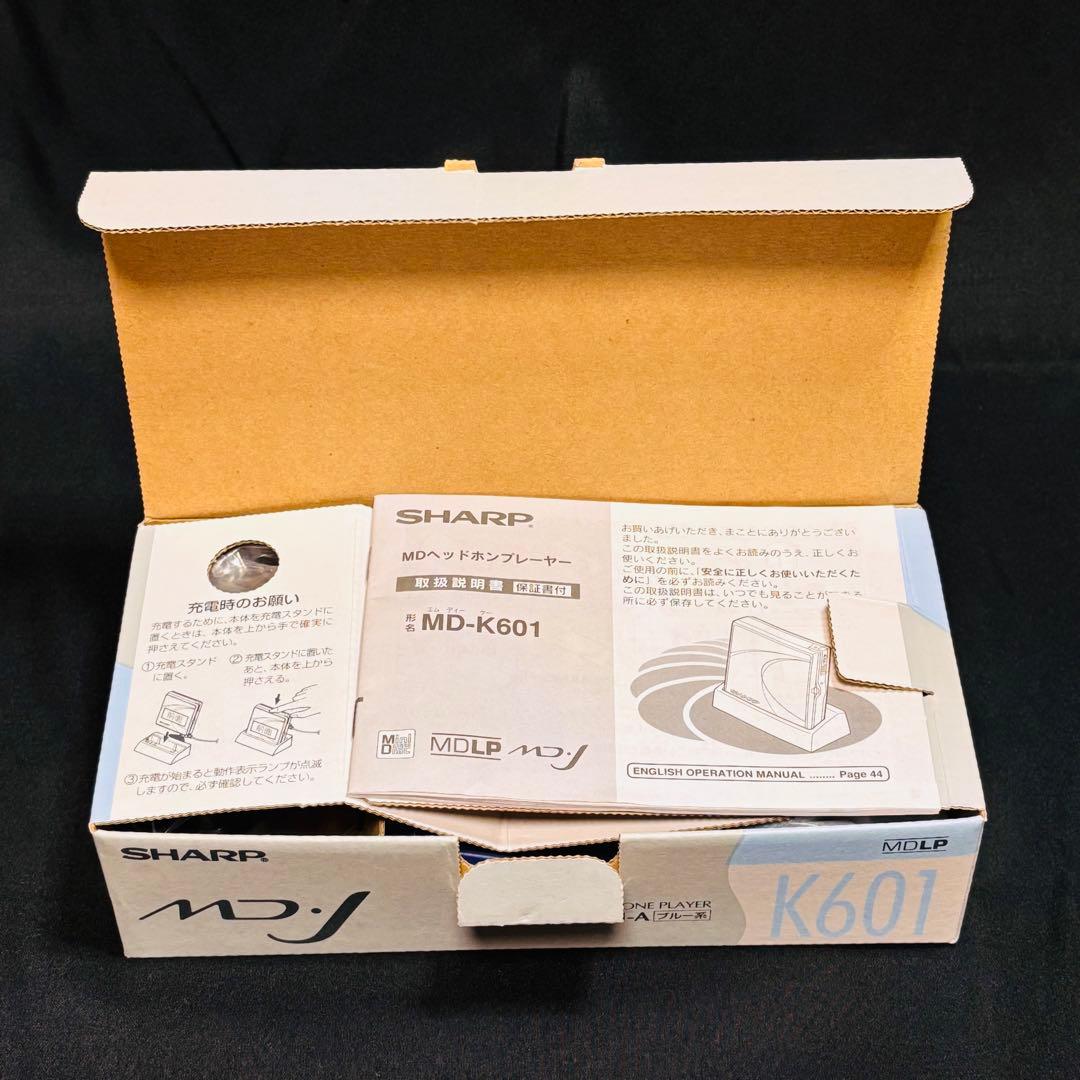 SHARP®
MDヘッドホンプレーヤー
取扱説明書 保証書付
エム ディー ケー
形名 MD-K601
MDLP MD・J
お買いあげいただき、まことにありがとうござい
ました。
この取扱説明書をよくお読みのうえ、正しくお
使いください。
ご使用の前に、「安全に正しくお使いいただくた
めに」を必ずお読みください。
この取扱説明書は、いつでも見ることが
所に必ず保存してください。
ENGLISH OPERATION MANUAL ........ Page 44
充電時のお願い
充電するために、本体を充電スタンドに
置くときは、本体を上から手で確実に
押さえてください。
①充電スタンド
に置く。
②充電スタンドに置いた
あと、本体を上から
押さえる。
前面
前面
③充電が始まると動作表示ランプが点滅
しますので、必ず確認してください。
SHARP®
MD・J
ONE PLAYER
-A ブルー系
MDLP
K601